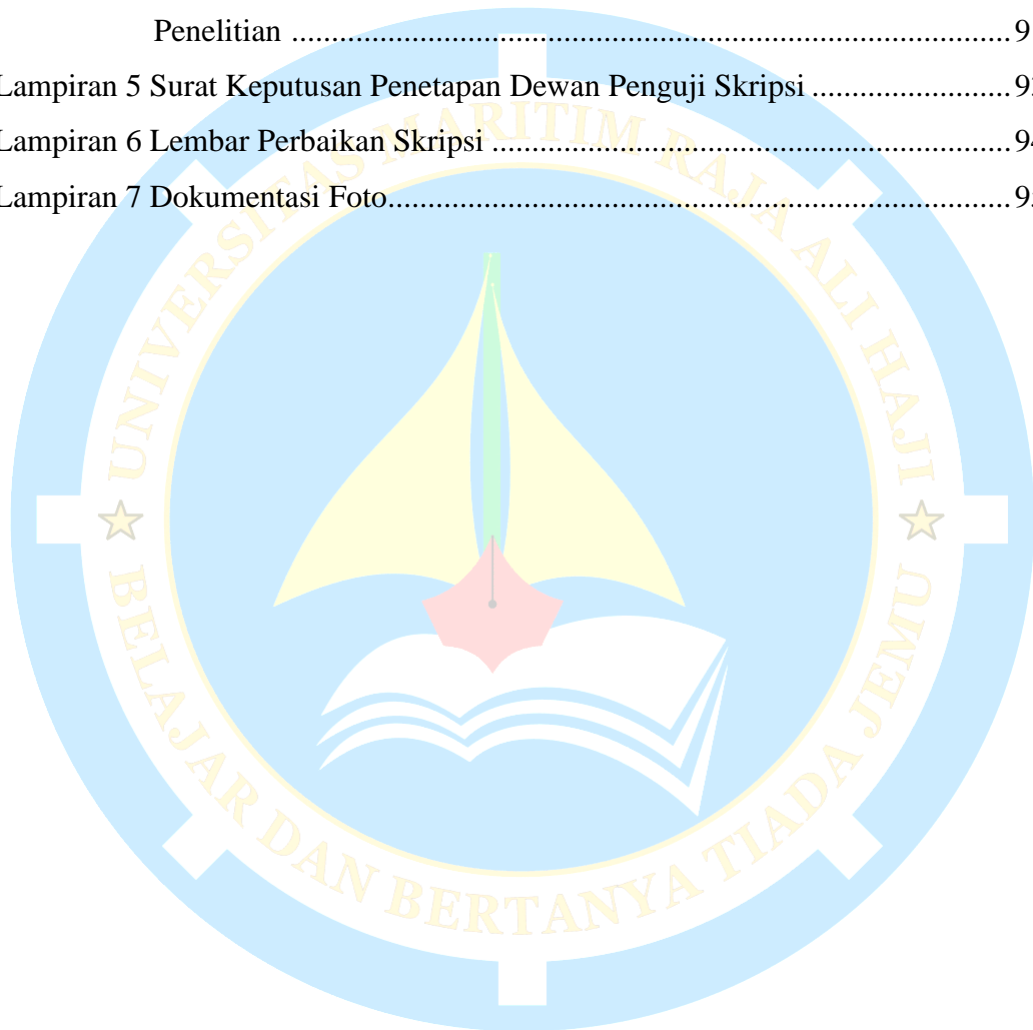 Penelitian ........................................................................................ 9
Lampiran 5 Surat Keputusan Penetapan Dewan Penguji Skripsi ........................ 9
Lampiran 6 Lembar Perbaikan Skripsi ............................................................... 94
Lampiran 7 Dokumentasi Foto............................................................................ 9
UNIVERSITAS MARITIM RAJA ALI HAJI
BELAJAR DAN BERTANYA TIADA JEMU